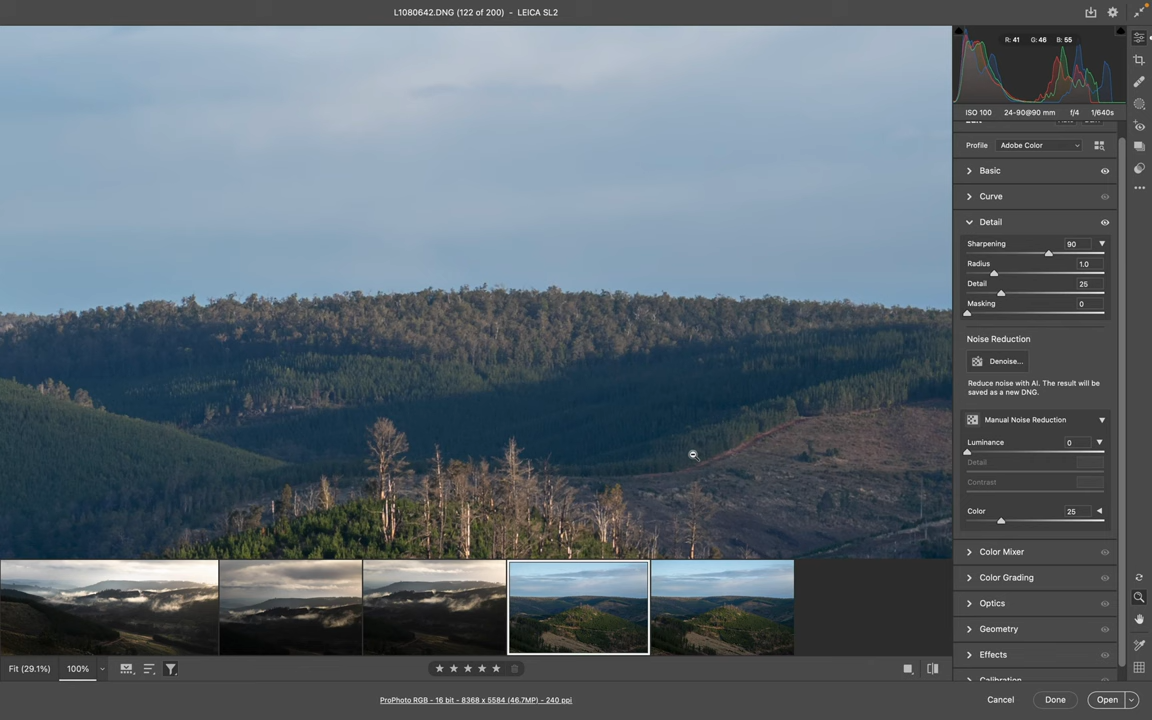 L1080642.DNG (122 of 200) - LEICA SL2
R: 41 G: 46 B: 55
ISO 100 24-90@90 mm f/4 1/640s
Profile Adobe Color
Basic
Curve
Detail
Sharpening 90
Radius 1.0
Detail 25
Masking 0
Noise Reduction
Denoise...
Reduce noise with AI. The result will be
saved as a new DNG.
Manual Noise Reduction
Luminance 0
Detail
Contrast
Color 25
Color Mixer
Color Grading
Optics
Geometry
Effects
Calibration
Fit (29.1%) 100%
ProPhoto RGB - 16 bit - 8368 x 5584 (46.7MP) - 240 ppi
Cancel Done Open